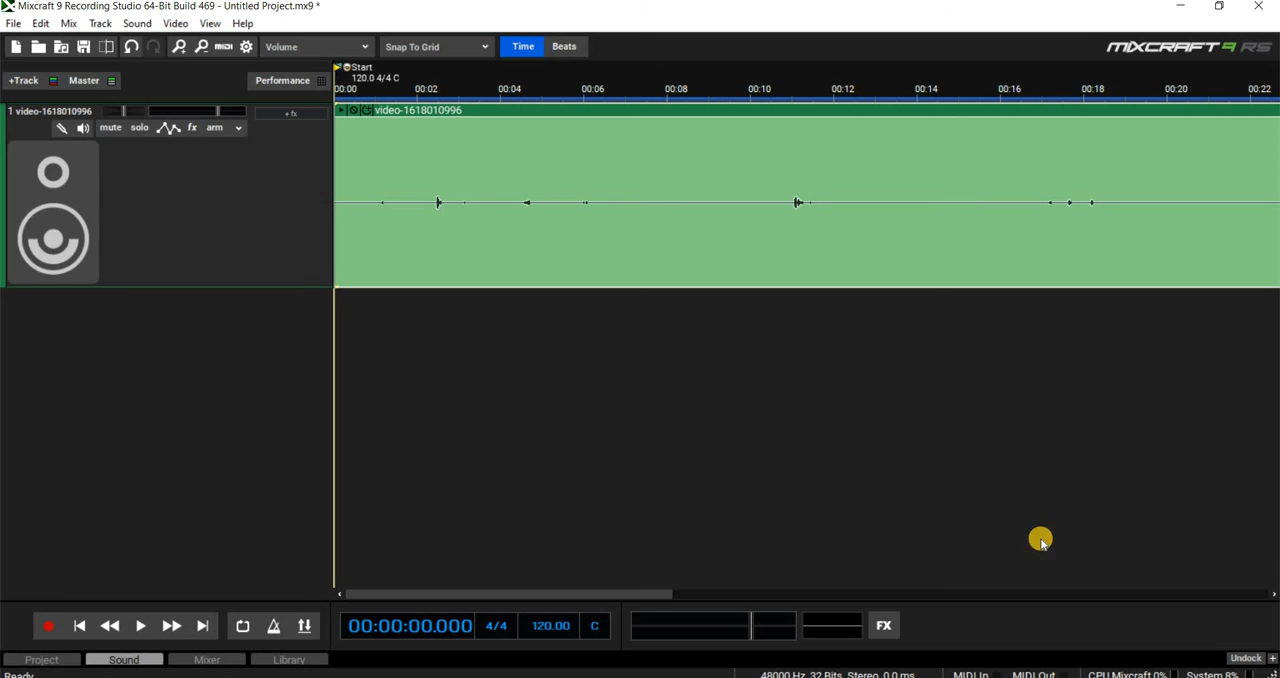 Mixcraft 9 Recording Studio 64-Bit Build 469 - Untitled Project.mx9 *
File Edit Mix Track Sound Video View Help
MIDI Volume Snap To Grid Time Beats MIXCRAFT 9 RS
+Track Master Performance
Start
120.0 4/4 C
00:00 00:02 00:04 00:06 00:08 00:10 00:12 00:14 00:16 00:18 00:20 00:22
1 video-1618010996
+fx
video-1618010996
mute solo fx arm
00:00:00.000 4/4 120.00 C FX
Project Sound Mixer Library Undock +
Ready 48000 Hz, 32 Bits, Stereo, 0.0 ms MIDI In MIDI Out CPU Mixcraft 0% System 8%